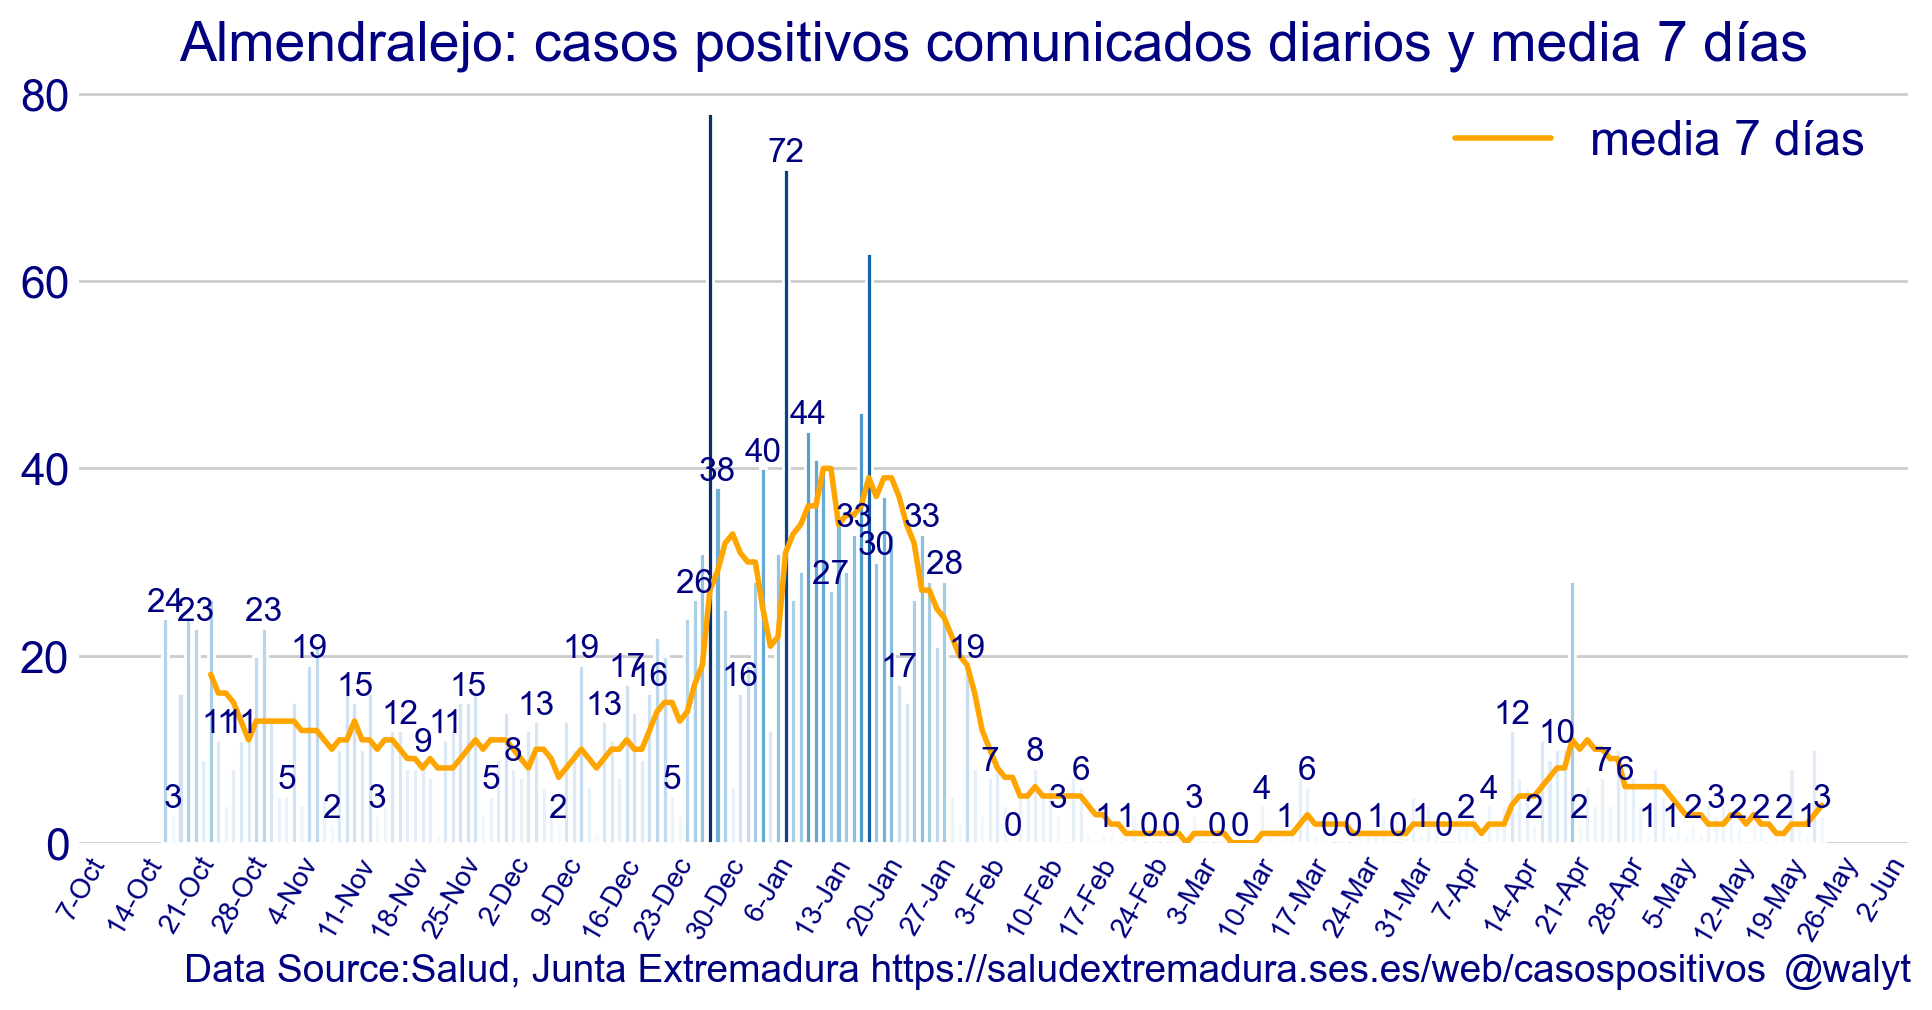 Almendralejo: casos positivos comunicados diarios y media 7 días
80
media 7 días
72
60
44
40
40
38
33
33
30
28
27
26
24
23
23
20
19
19
19
17
17
16
16
15
15
13
13
12
12
11
11
11
10
9
8
8
7
7
6
6
6
5
5
5
4
4
3
3
3
3
3
3
2
2
2
2
2
2
2
2
2
1
1
1
1
1
1
1
1
0
0
0
0
0
0
0
0
0
0
7-Oct
14-Oct
21-Oct
28-Oct
4-Nov
11-Nov
18-Nov
25-Nov
2-Dec
9-Dec
16-Dec
23-Dec
30-Dec
6-Jan
13-Jan
20-Jan
27-Jan
3-Feb
10-Feb
17-Feb
24-Feb
3-Mar
10-Mar
17-Mar
24-Mar
31-Mar
7-Apr
14-Apr
21-Apr
28-Apr
5-May
12-May
19-May
26-May
2-Jun
Data Source:Salud, Junta Extremadura https://saludextremadura.ses.es/web/casospositivos @walyt